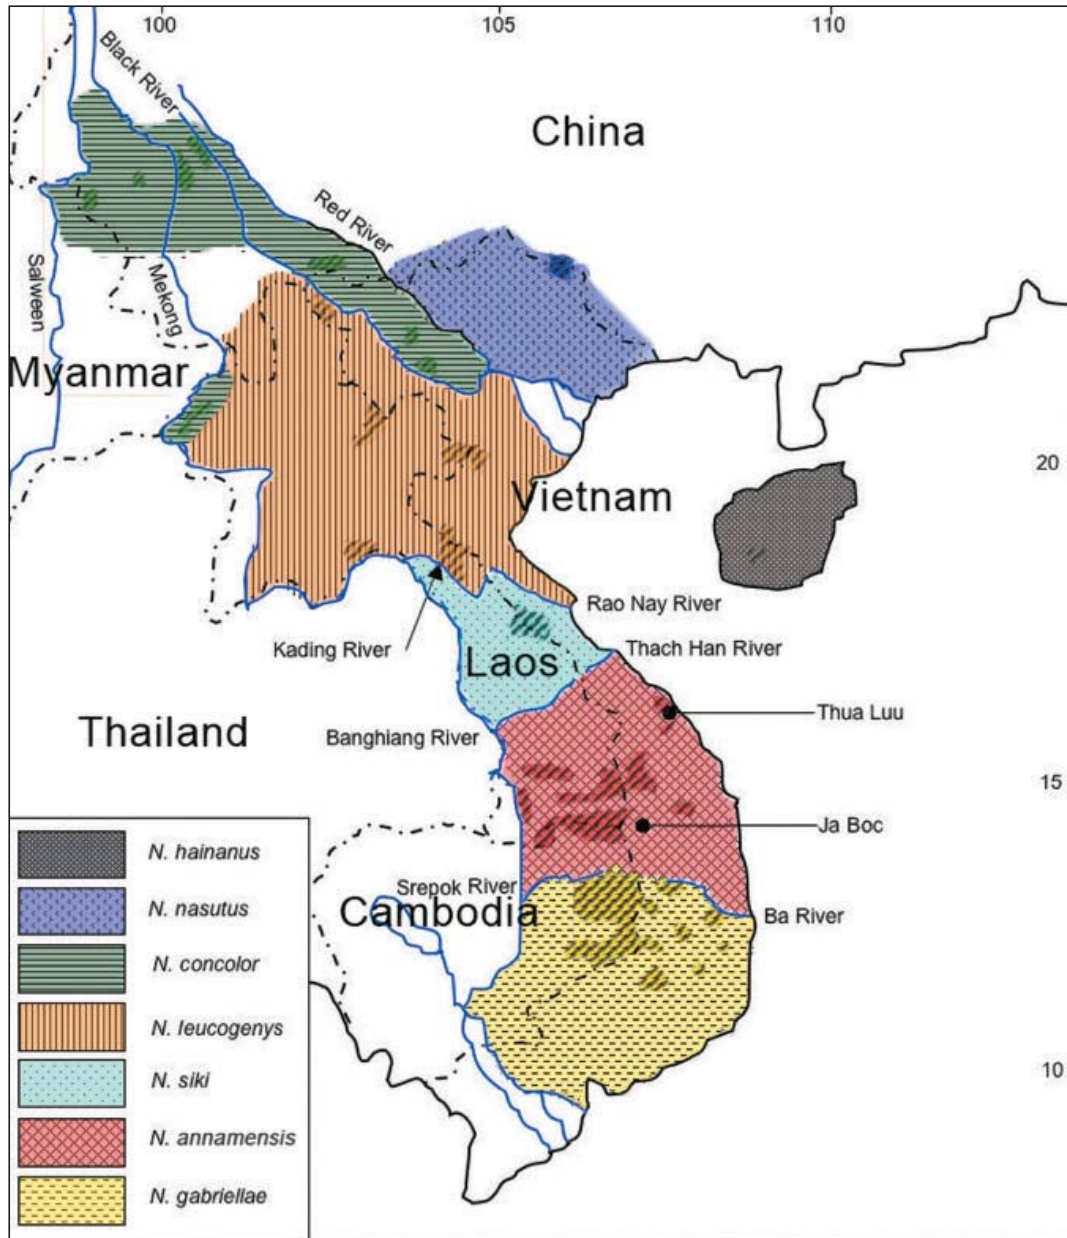 100
105
110
Black River
China
Red River
Salween
Mekong
Myanmar
20
Vietnam
Rao Nay River
Kading River
Laos
Thach Han River
Thua Luu
Thailand
Banghiang River
15
Ja Boc
Srepok River
Cambodia
Ba River
10
N. hainanus
N. nasutus
N. concolor
N. leucogenys
N. siki
N. annamensis
N. gabriellae